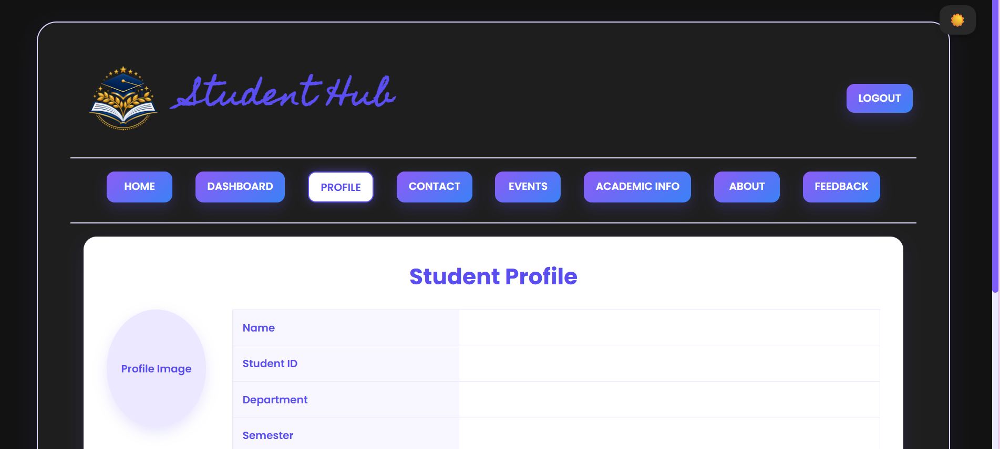 Student Hub
LOGOUT
HOME DASHBOARD PROFILE CONTACT EVENTS ACADEMIC INFO ABOUT FEEDBACK
Student Profile
Profile Image
Name
Student ID
Department
Semester